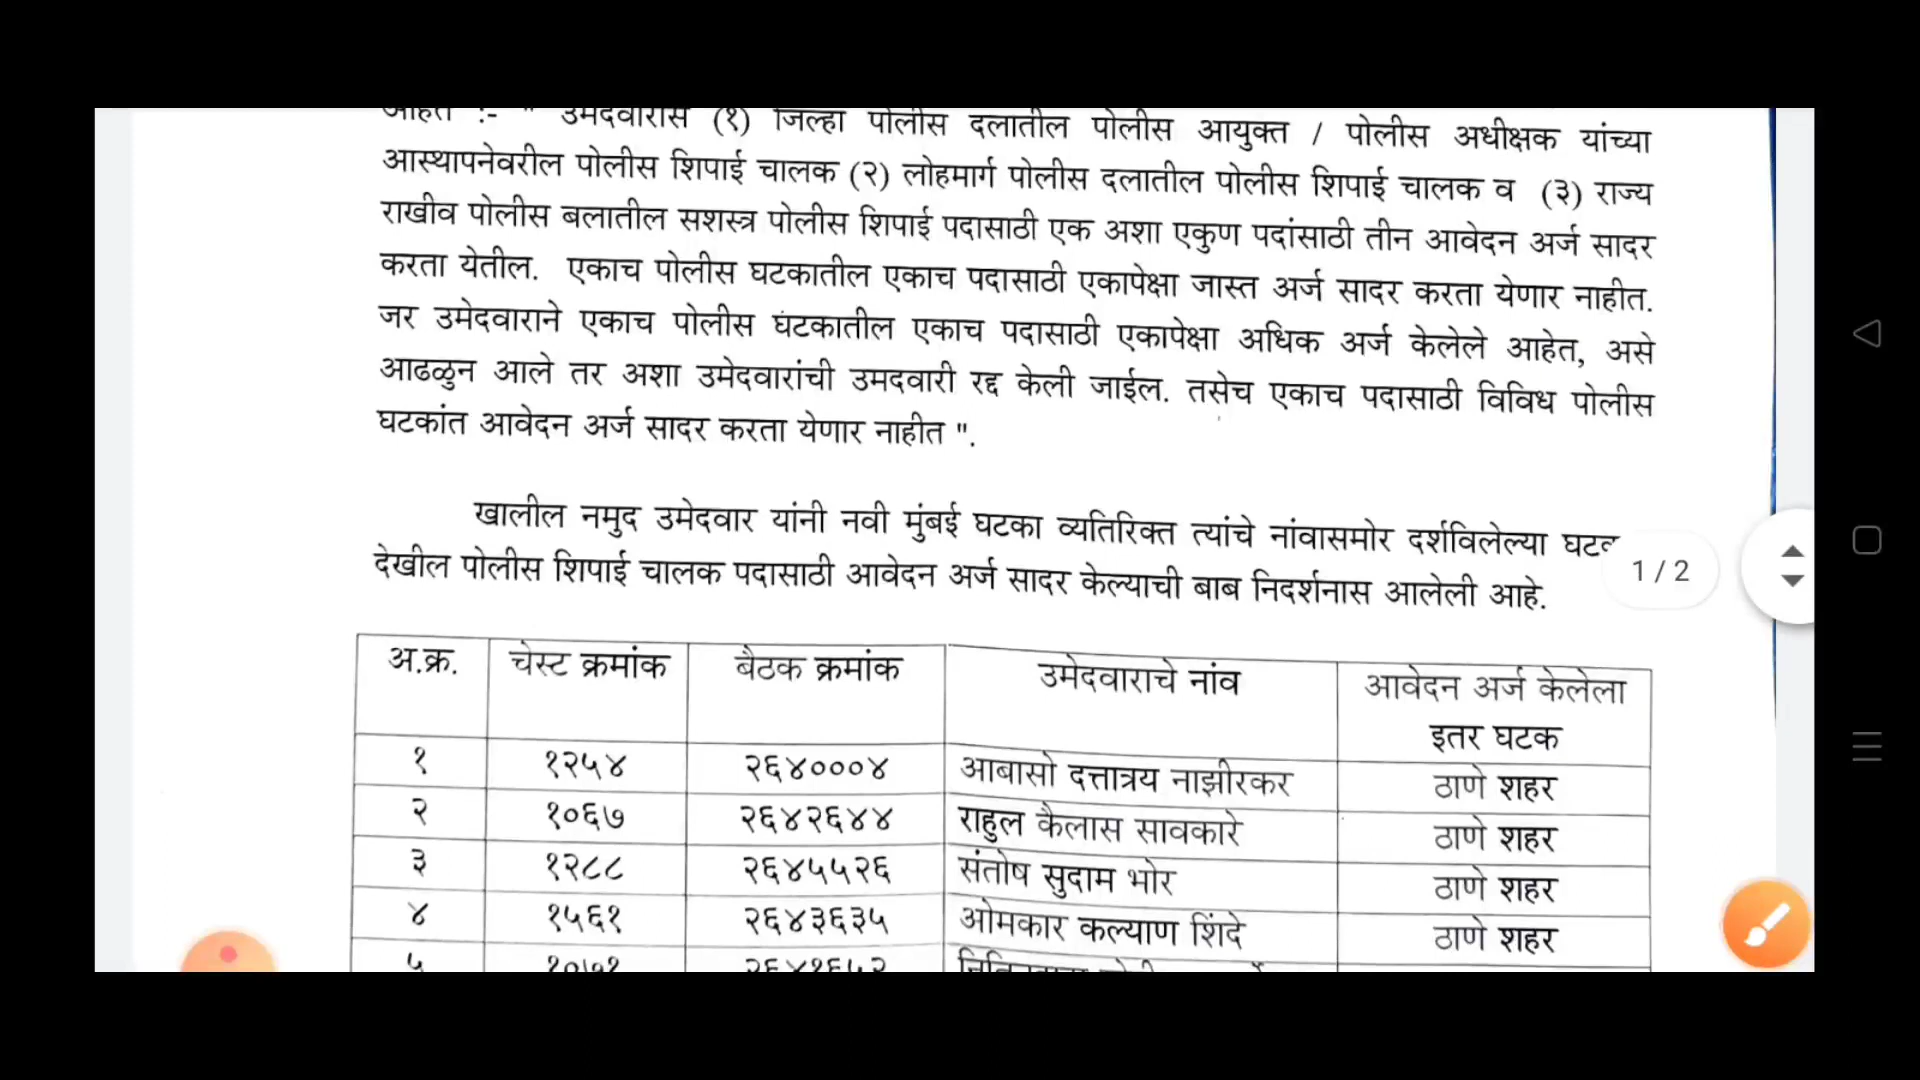 आहेत :- " उमेदवारास (१) जिल्हा पोलीस दलातील पोलीस आयुक्त / पोलीस अधीक्षक यांच्या
आस्थापनेवरील पोलीस शिपाई चालक (२) लोहमार्ग पोलीस दलातील पोलीस शिपाई चालक व (३) राज्य
राखीव पोलीस बलातील सशस्त्र पोलीस शिपाई पदासाठी एक अशा एकुण पदांसाठी तीन आवेदन अर्ज सादर
करता येतील. एकाच पोलीस घटकातील एकाच पदासाठी एकापेक्षा जास्त अर्ज सादर करता येणार नाहीत.
जर उमेदवाराने एकाच पोलीस घटकातील एकाच पदासाठी एकापेक्षा अधिक अर्ज केलेले आहेत, असे
आढळुन आले तर अशा उमेदवारांची उमदवारी रद्द केली जाईल. तसेच एकाच पदासाठी विविध पोलीस
घटकांत आवेदन अर्ज सादर करता येणार नाहीत ".
खालील नमुद उमेदवार यांनी नवी मुंबई घटका व्यतिरिक्त त्यांचे नांवासमोर दर्शविलेल्या
देखील पोलीस शिपाई चालक पदासाठी आवेदन अर्ज सादर केल्याची बाब निदर्शनास आलेली आहे.
1 / 2
अ.क्र. चेस्ट क्रमांक बैठक क्रमांक उमेदवाराचे नांव आवेदन अर्ज केलेला
इतर घटक
१ १२५४ २६४०००४ आबासो दत्तात्रय नाझीरकर ठाणे शहर
२ १०६७ २६४२६४४ राहुल कैलास सावकारे ठाणे शहर
३ १२८८ २६४५५२६ संतोष सुदाम भोर ठाणे शहर
४ १५६१ २६४३६३५ ओमकार कल्याण शिंदे ठाणे शहर
५